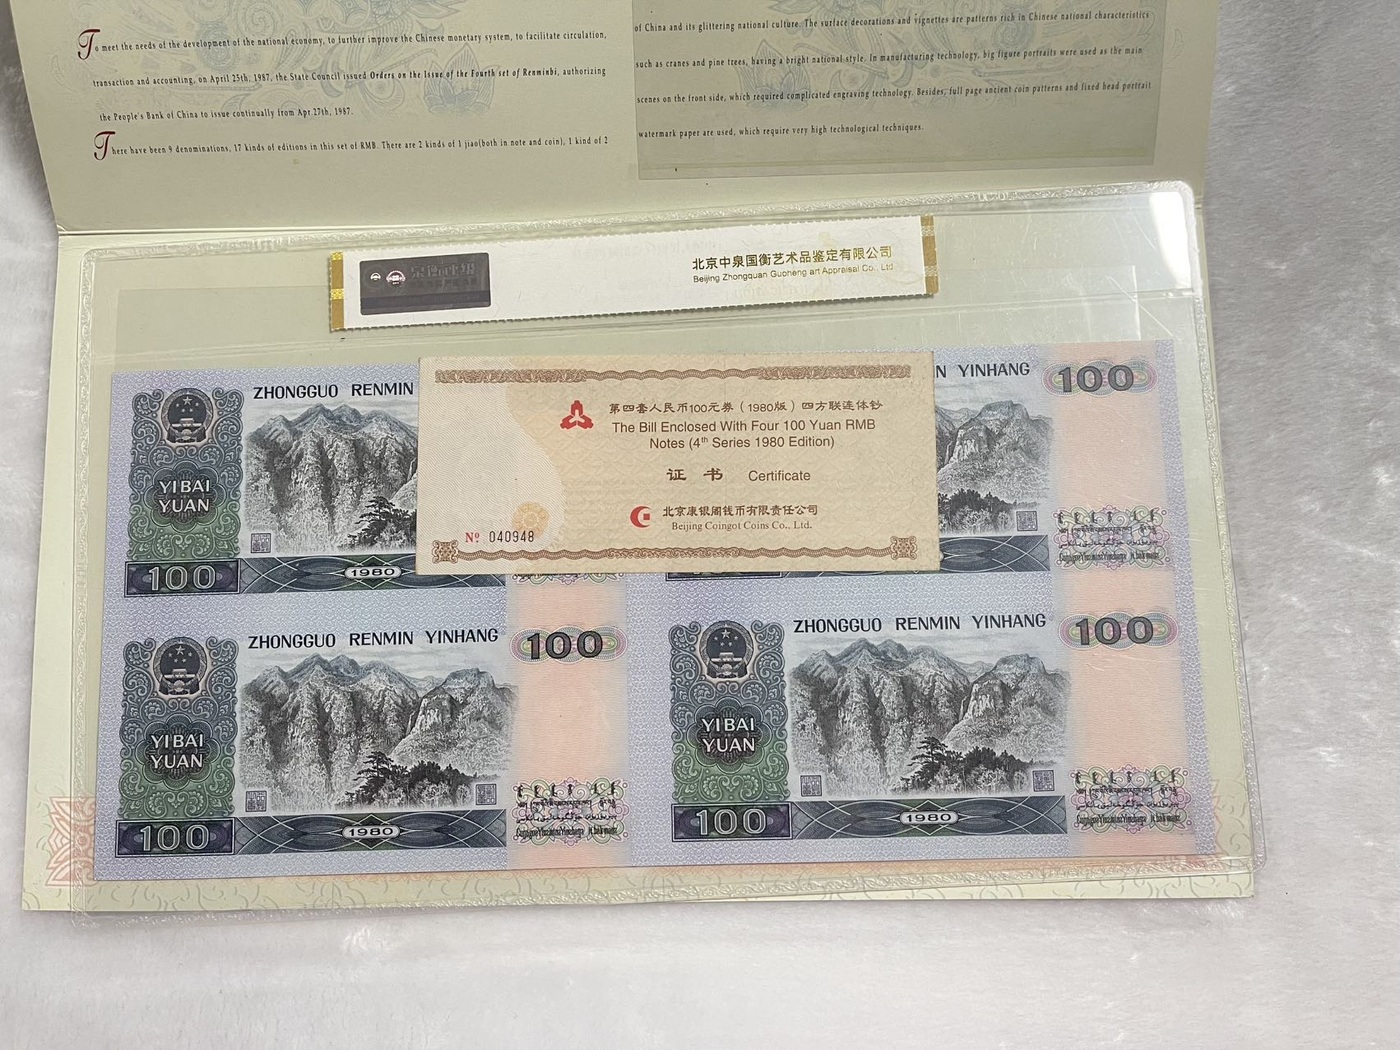 To meet the needs of the development of the national economy, to further improve the Chinese monetary system, to facilitate circulation,
transaction and accounting, on April 25th, 1987, the State Council issued Orders on the Issue of the Fourth set of Renminbi, authorizing
the People's Bank of China to issue continually from Apr 27th, 1987.
There have been 9 denominations, 17 kinds of editions in this set of RMB. There are 2 kinds of 1 jiao(both in note and coin), 1 kind of 2
of China and its glittering national culture. The surface decorations and vignettes are patterns rich in Chinese national characteristics
such as cranes and pine trees, having a bright national style. In manufacturing technology, big figure portraits were used as the main
scenes on the front side, which required complicated engraving technology. Besides, full page ancient coin patterns and fixed head portrait
watermark paper are used, which require very high technological techniques.
北京中泉国衡艺术品鉴定有限公司
Beijing Zhongquan Guoheng art Appraisal Co., Ltd
第四套人民币100元券（1980版）四方联连体钞
The Bill Enclosed With Four 100 Yuan RMB
Notes (4th Series 1980 Edition)
证书 Certificate
北京康银阁钱币有限责任公司
Beijing Coingot Coins Co., Ltd.
No 040948
ZHONGGUO RENMIN
YIBAI
YUAN
100
1980
N YINHANG
100
ZHONGGUO RENMIN YINHANG
100
YIBAI
YUAN
100
1980
ZHONGGUO RENMIN YINHANG
100
YIBAI
YUAN
100
1980